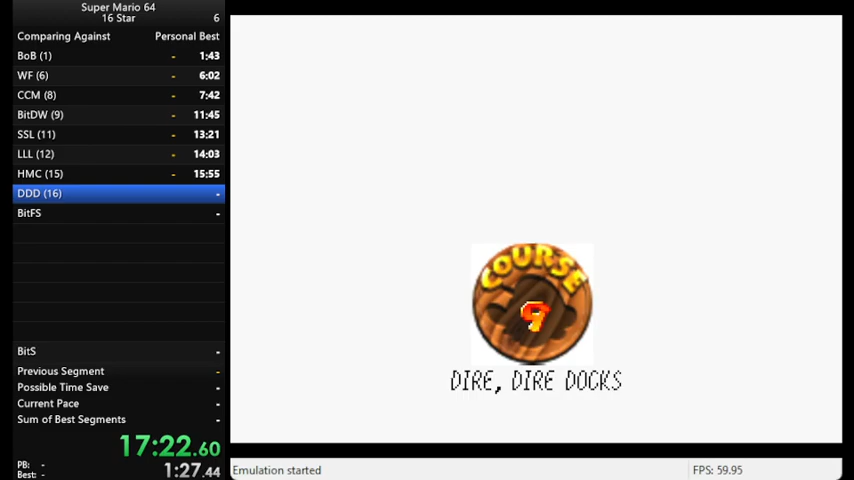 Super Mario 64
16 Star 6
Comparing Against Personal Best
BoB (1) - 1:43
WF (6) - 6:02
CCM (8) - 7:42
BitDW (9) - 11:45
SSL (11) - 13:21
LLL (12) - 14:03
HMC (15) - 15:55
DDD (16) -
BitFS -
BitS -
Previous Segment -
Possible Time Save -
Current Pace -
Sum of Best Segments -
17:22.60
PB: -
Best: - 1:27.44
COURSE
9
DIRE, DIRE DOCKS
Emulation started FPS: 59.95